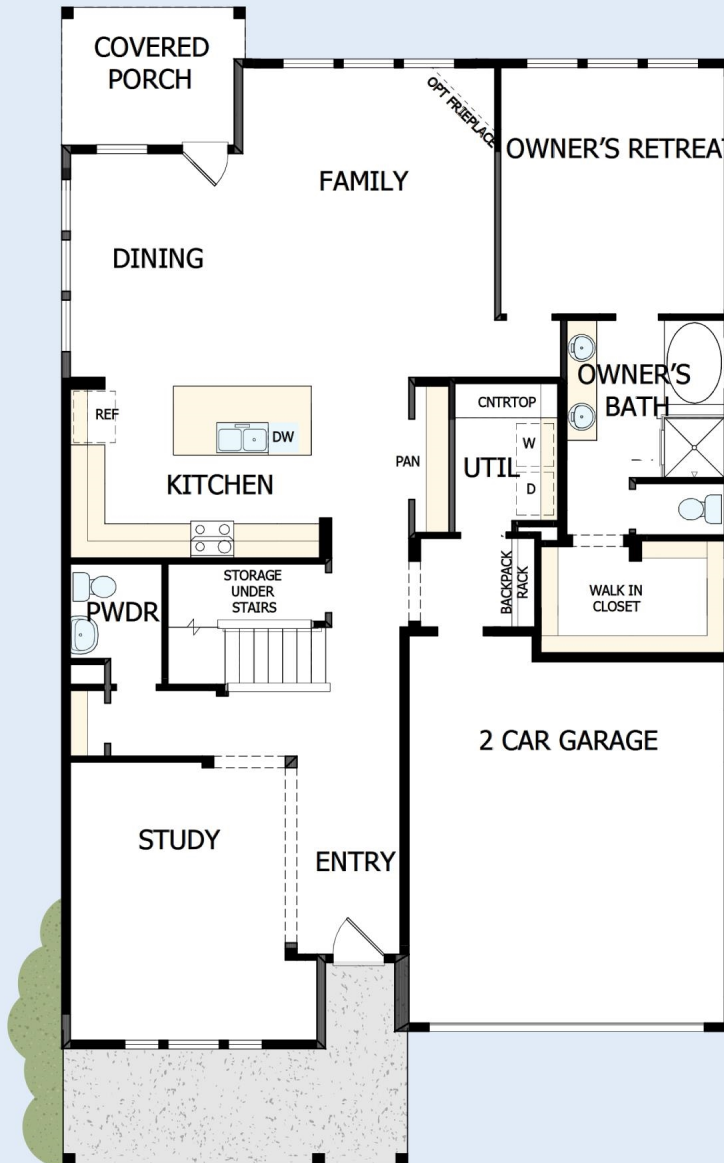 COVERED
PORCH
OPT FRIEPLACE
OWNER'S RETREAT
FAMILY
DINING
OWNER'S
BATH
REF
CNTRTOP
DW
W
PAN
UTIL
KITCHEN
D
STORAGE
UNDER
STAIRS
BACKPACK
RACK
WALK IN
CLOSET
PWDR
2 CAR GARAGE
STUDY
ENTRY